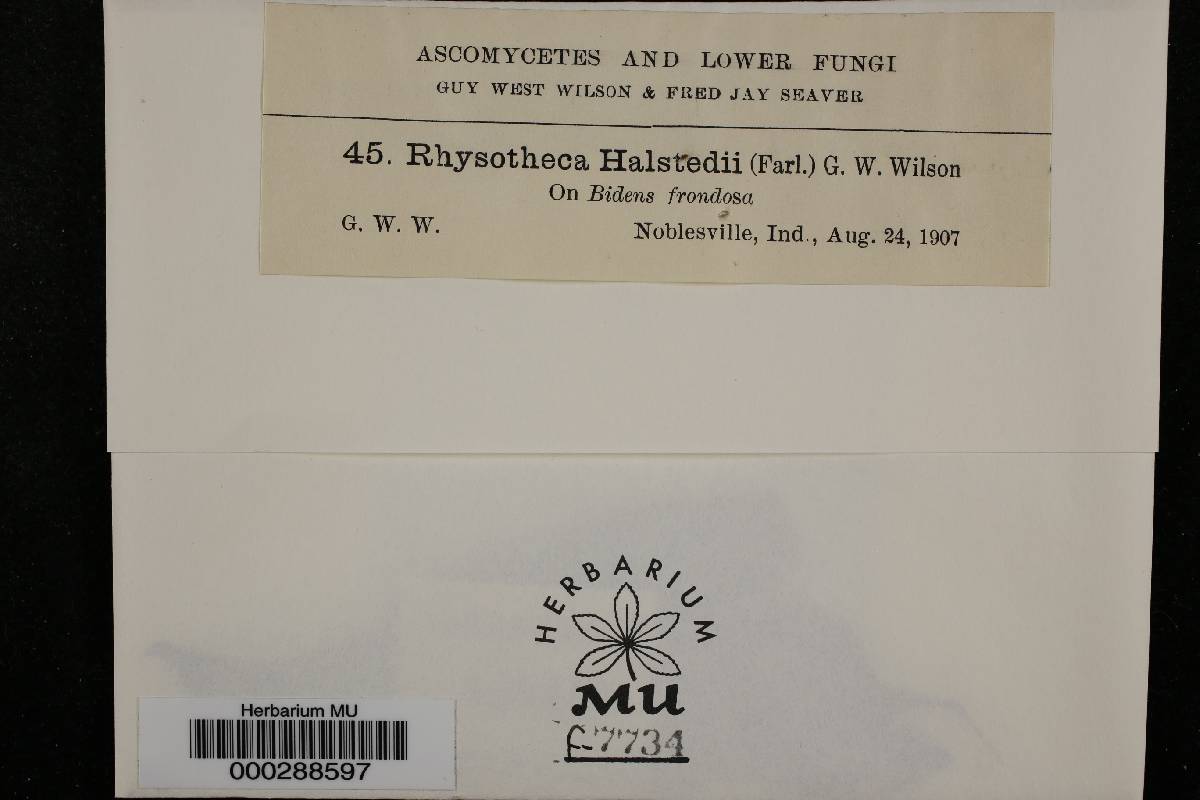 ASCOMYCETES AND LOWER FUNGI
GUY WEST WILSON & FRED JAY SEAVER
45. Rhysotheca Halstedii (Farl.) G. W. Wilson
On Bidens frondosa
G. W. W. Noblesville, Ind., Aug. 24, 1907
HERBARIUM
MU
F-7734
Herbarium MU
000288597